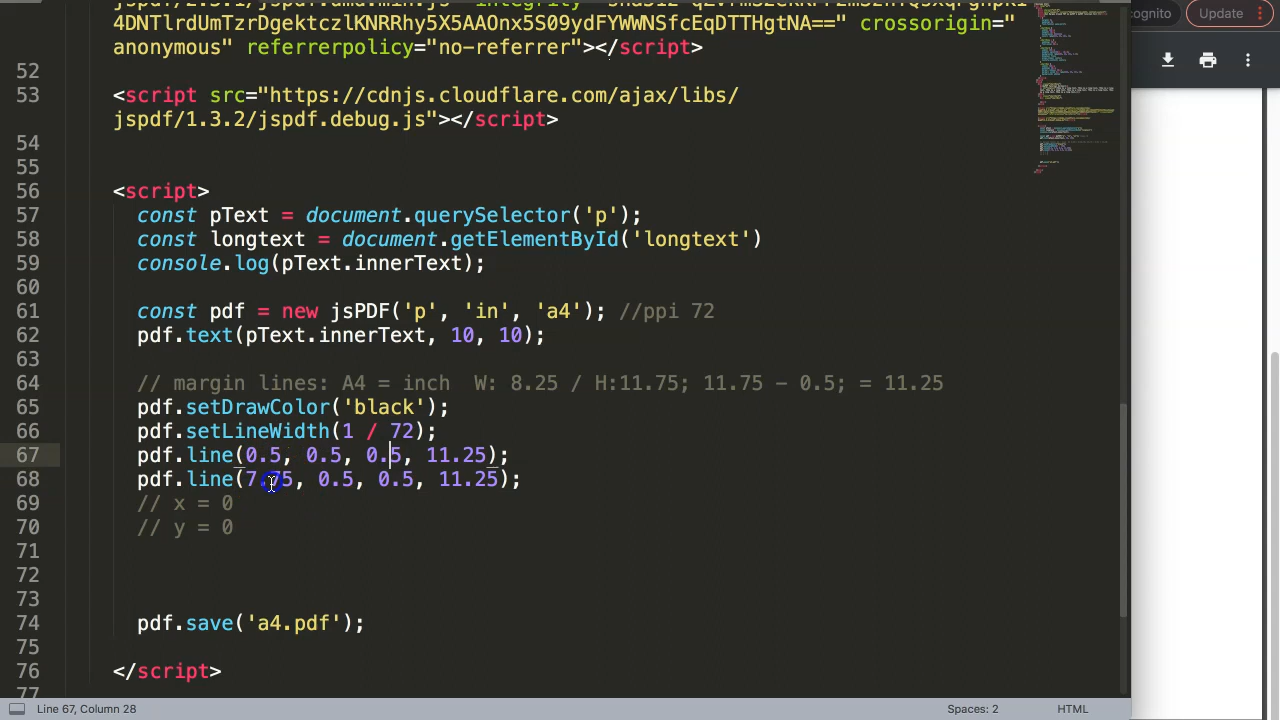 4DNTlrdUmTzrDgektczlKNRRhy5X5AAOnx5S09ydFYWWNSfcEqDTTHgtNA==" crossorigin="
anonymous" referrerpolicy="no-referrer"></script>
52
53 <script src="https://cdnjs.cloudflare.com/ajax/libs/
jspdf/1.3.2/jspdf.debug.js"></script>
54
55
56 <script>
57 const pText = document.querySelector('p');
58 const longtext = document.getElementById('longtext')
59 console.log(pText.innerText);
60
61 const pdf = new jsPDF('p', 'in', 'a4'); //ppi 72
62 pdf.text(pText.innerText, 10, 10);
63
64 // margin lines: A4 = inch  W: 8.25 / H:11.75; 11.75 - 0.5; = 11.25
65 pdf.setDrawColor('black');
66 pdf.setLineWidth(1 / 72);
67 pdf.line(0.5, 0.5, 0.5, 11.25);
68 pdf.line(7.75, 0.5, 0.5, 11.25);
69 // x = 0
70 // y = 0
71
72
73
74 pdf.save('a4.pdf');
75
76 </script>
77
Line 67, Column 28
Spaces: 2
HTML
Update